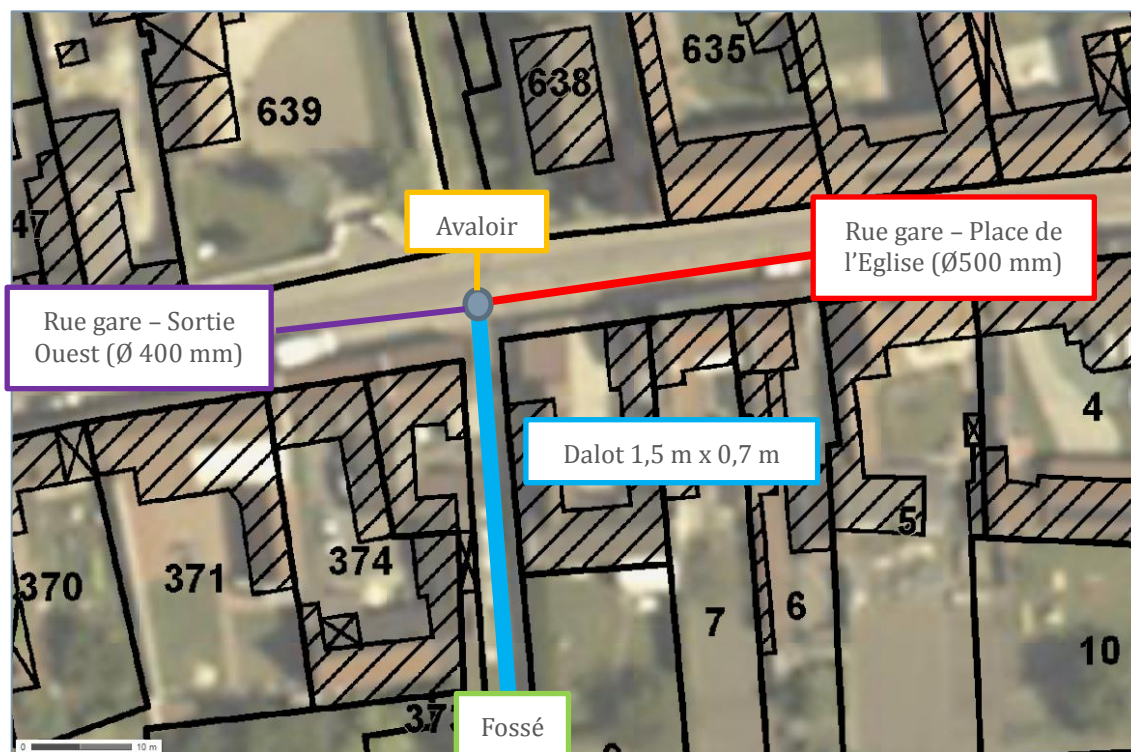 635
638
639
47
Avaloir
Rue gare – Place de
l'Eglise (Ø500 mm)
Rue gare – Sortie
Ouest (Ø 400 mm)
4
Dalot 1,5 m x 0,7 m
5
374
371
370
7
6
10
373
Fossé
0 10 m